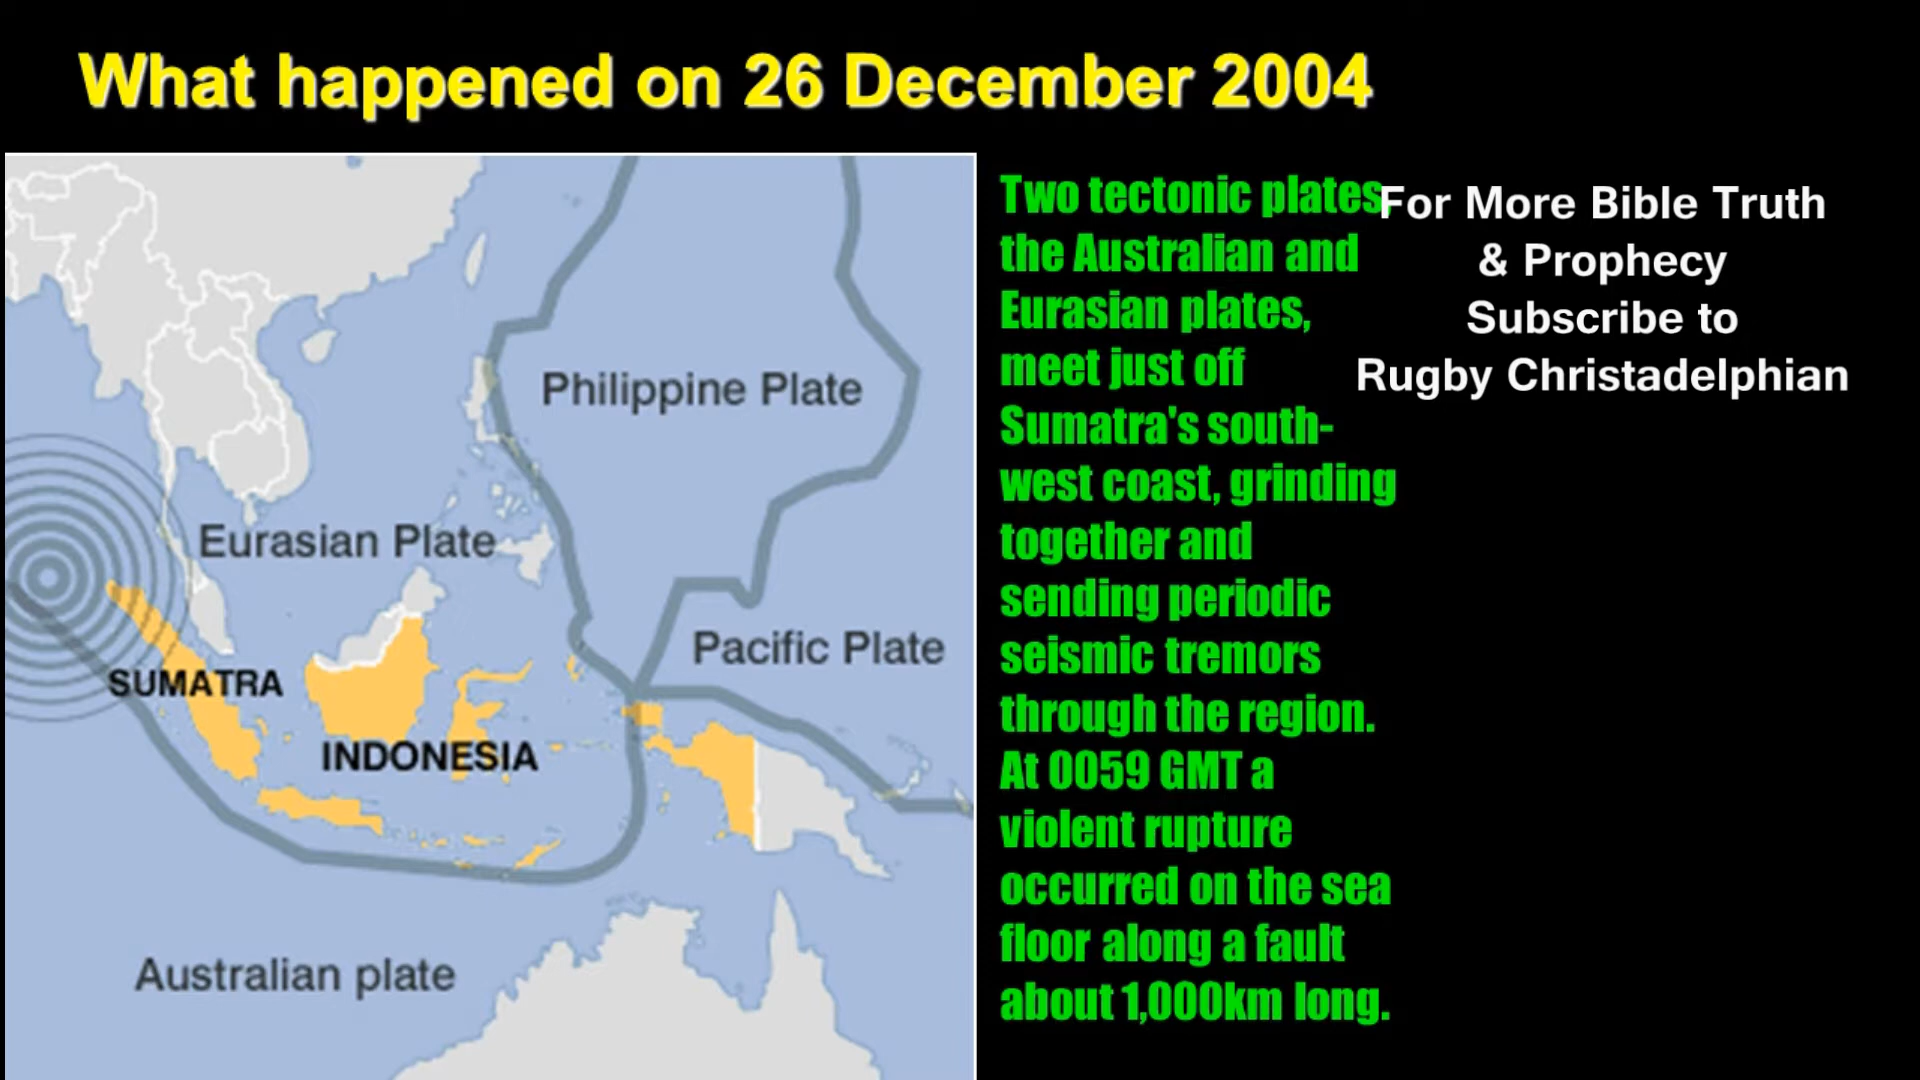 What happened on 26 December 2004
Philippine Plate
Eurasian Plate
Pacific Plate
SUMATRA
INDONESIA
Australian plate
Two tectonic plates,
the Australian and
Eurasian plates,
meet just off
Sumatra's south-
west coast, grinding
together and
sending periodic
seismic tremors
through the region.
At 0059 GMT a
violent rupture
occurred on the sea
floor along a fault
about 1,000km long.
For More Bible Truth
& Prophecy
Subscribe to
Rugby Christadelphian